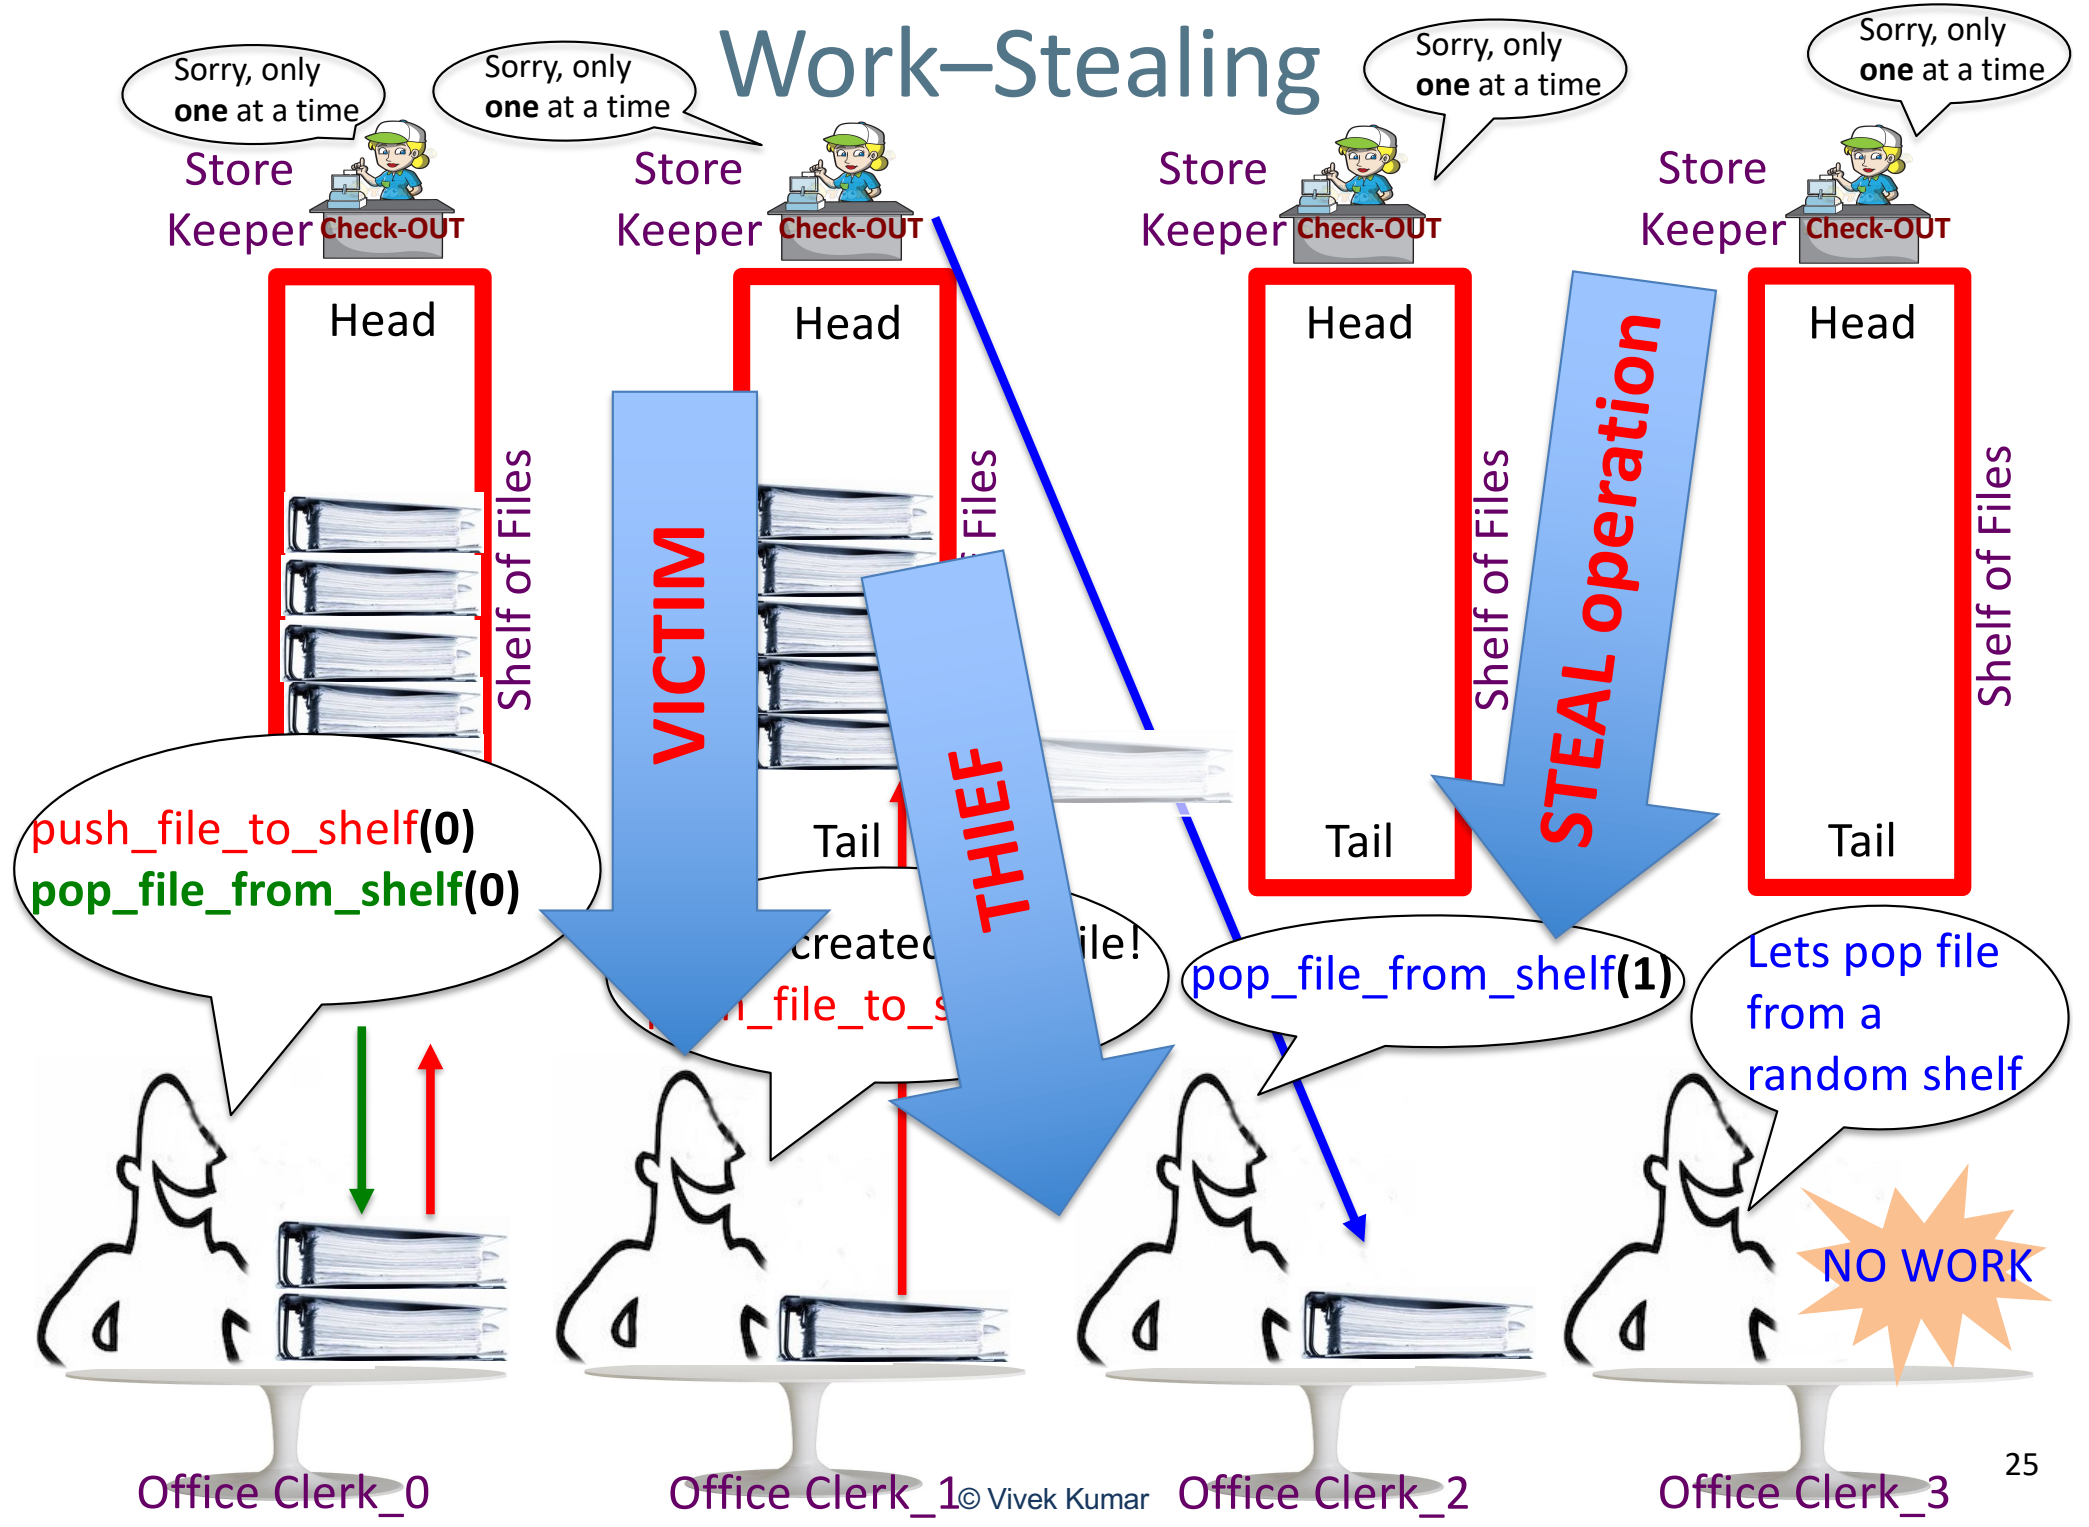 Work–Stealing
Sorry, only
one at a time
Sorry, only
one at a time
Sorry, only
one at a time
Sorry, only
one at a time
Store
Keeper
Check-OUT
Store
Keeper
Check-OUT
Store
Keeper
Check-OUT
Store
Keeper
Check-OUT
Head
Head
Head
Head
Shelf of Files
Files
Shelf of Files
Shelf of Files
VICTIM
THIEF
STEAL operation
Tail
Tail
Tail
push_file_to_shelf(0)
pop_file_from_shelf(0)
created
_file_to_s
pop_file_from_shelf(1)
Lets pop file
from a
random shelf
NO WORK
Office Clerk_0
Office Clerk_1
Office Clerk_2
Office Clerk_3
© Vivek Kumar
25